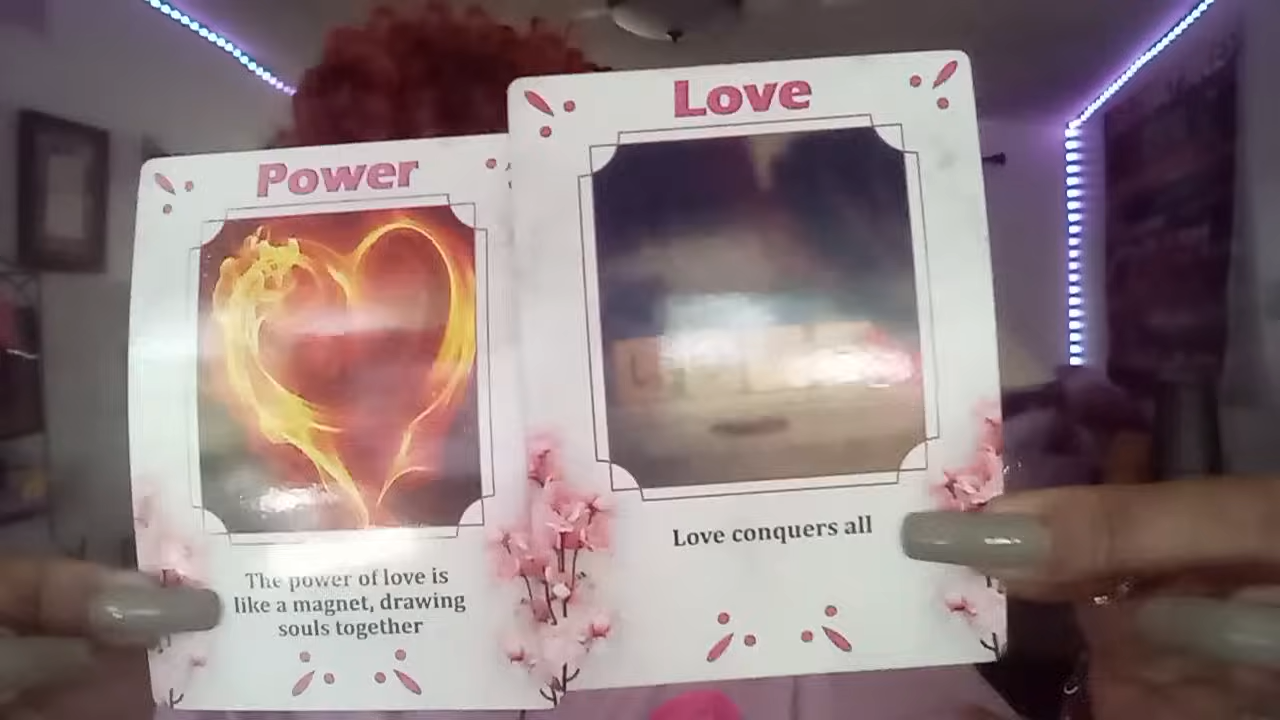 Power
The power of love is
like a magnet, drawing
souls together
Love
Love conquers all